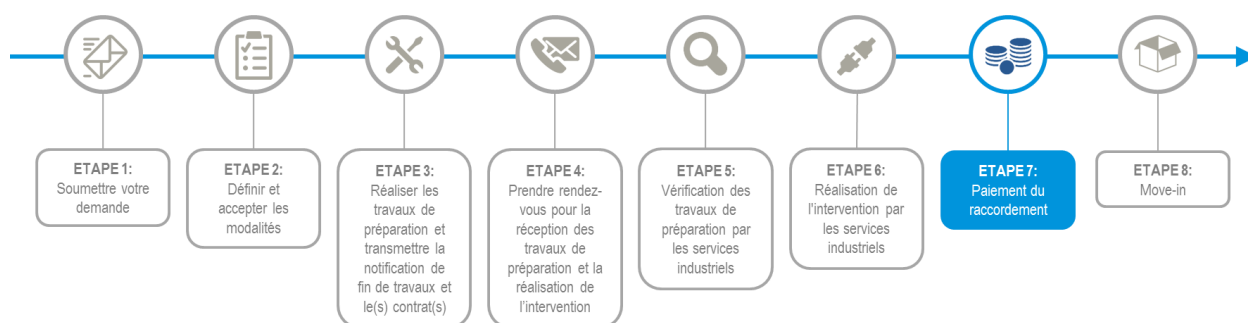 ETAPE 1:
Soumettre votre
demande
ETAPE 2:
Définir et
accepter les
modalités
ETAPE 3:
Réaliser les
travaux de
préparation et
transmettre la
notification de
fin de travaux et
le(s) contrat(s)
ETAPE 4:
Prendre rendez-
vous pour la
réception des
travaux de
préparation et la
réalisation de
l'intervention
ETAPE 5:
Vérification des
travaux de
préparation par
les services
industriels
ETAPE 6:
Réalisation de
l'intervention par
les services
industriels
ETAPE 7:
Paiement du
raccordement
ETAPE 8:
Move-in